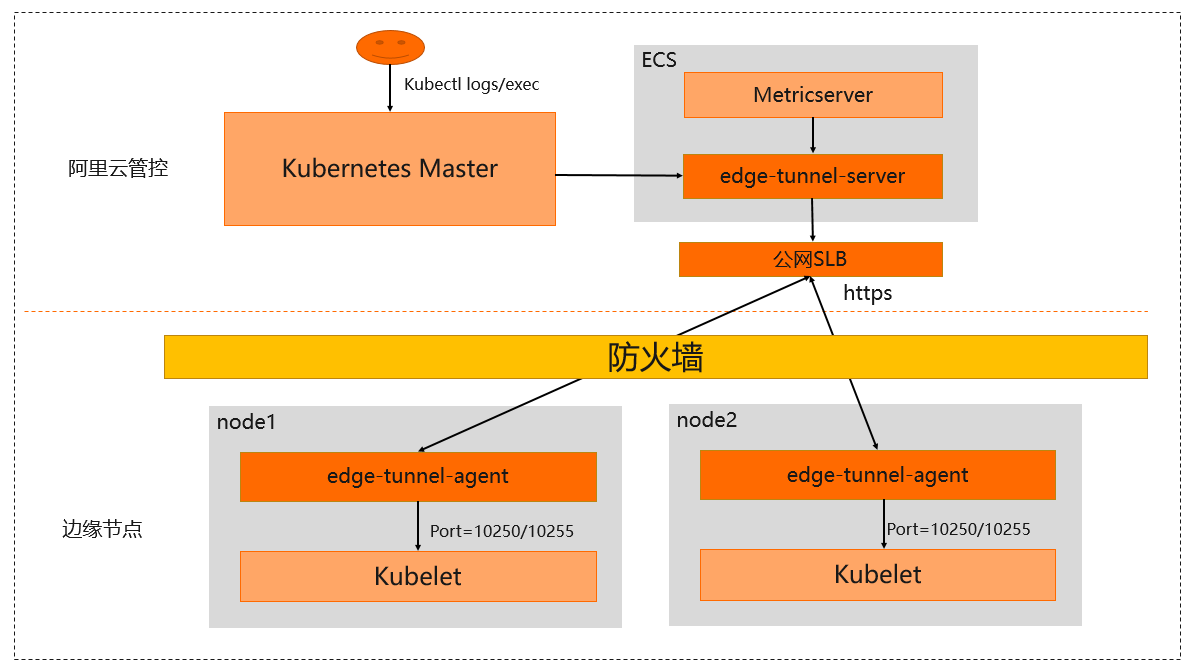 Kubectl logs/exec
ECS
Metricserver
阿里云管控
Kubernetes Master
edge-tunnel-server
公网SLB
https
防火墙
node1
node2
edge-tunnel-agent
edge-tunnel-agent
边缘节点
Port=10250/10255
Port=10250/10255
Kubelet
Kubelet